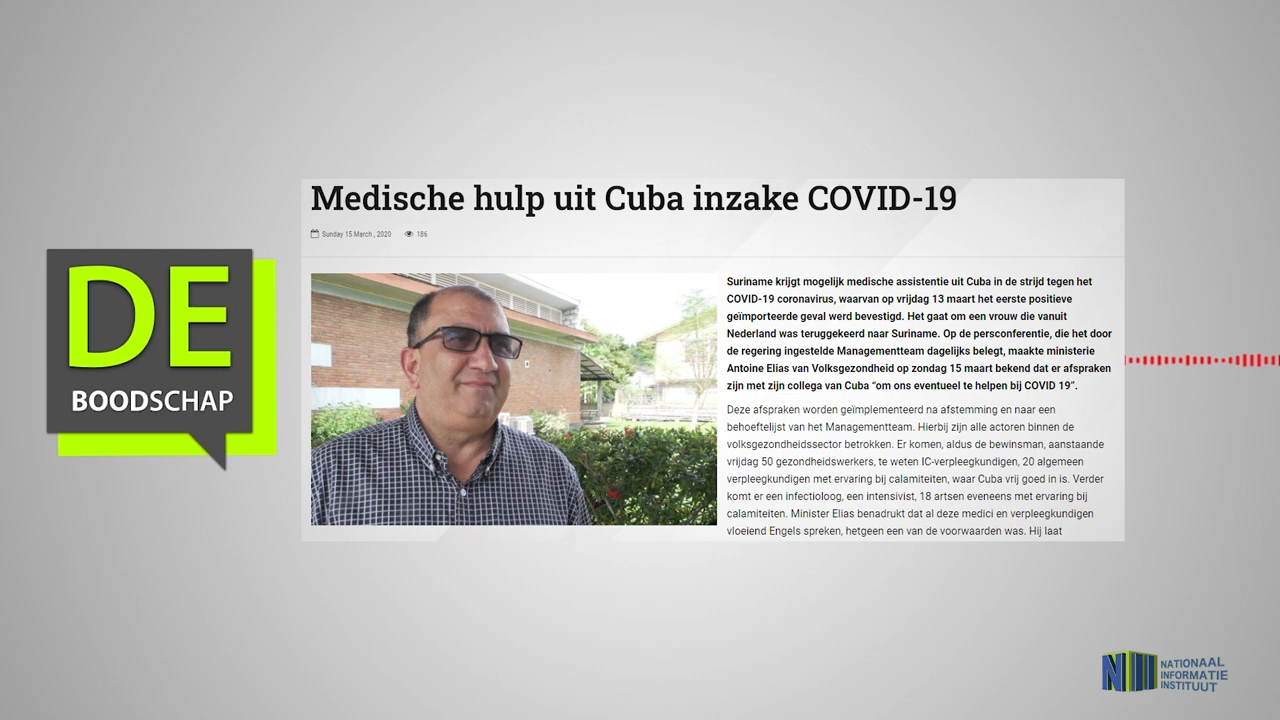 Medische hulp uit Cuba inzake COVID-19
Sunday 15 March , 2020 186
DE
BOODSCHAP
Suriname krijgt mogelijk medische assistentie uit Cuba in de strijd tegen het
COVID-19 coronavirus, waarvan op vrijdag 13 maart het eerste positieve
geïmporteerde geval werd bevestigd. Het gaat om een vrouw die vanuit
Nederland was teruggekeerd naar Suriname. Op de persconferentie, die het door
de regering ingestelde Managementteam dagelijks belegt, maakte ministerie
Antoine Elias van Volksgezondheid op zondag 15 maart bekend dat er afspraken
zijn met zijn collega van Cuba “om ons eventueel te helpen bij COVID 19”.
Deze afspraken worden geïmplementeerd na afstemming en naar een
behoeftelijst van het Managementteam. Hierbij zijn alle actoren binnen de
volksgezondheidssector betrokken. Er komen, aldus de bewinsman, aanstaande
vrijdag 50 gezondheidswerkers, te weten IC-verpleegkundigen, 20 algemeen
verpleegkundigen met ervaring bij calamiteiten, waar Cuba vrij goed in is. Verder
komt er een infectioloog, een intensivist, 18 artsen eveneens met ervaring bij
calamiteiten. Minister Elias benadrukt dat al deze medici en verpleegkundigen
vloeiend Engels spreken, hetgeen een van de voorwaarden was. Hij laat
NII NATIONAAL
INFORMATIE
INSTITUUT